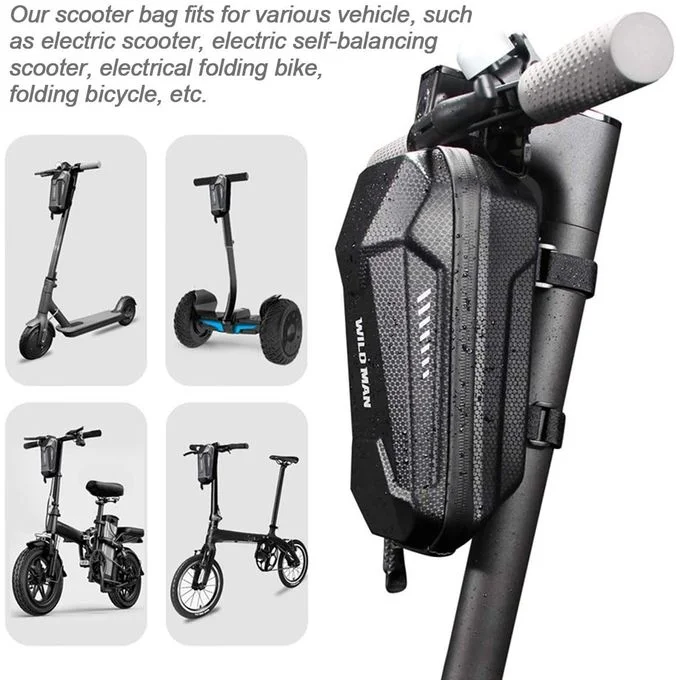 Our scooter bag fits for various vehicle, such
as electric scooter, electric self-balancing
scooter, electrical folding bike,
folding bicycle, etc.
WILD MAN